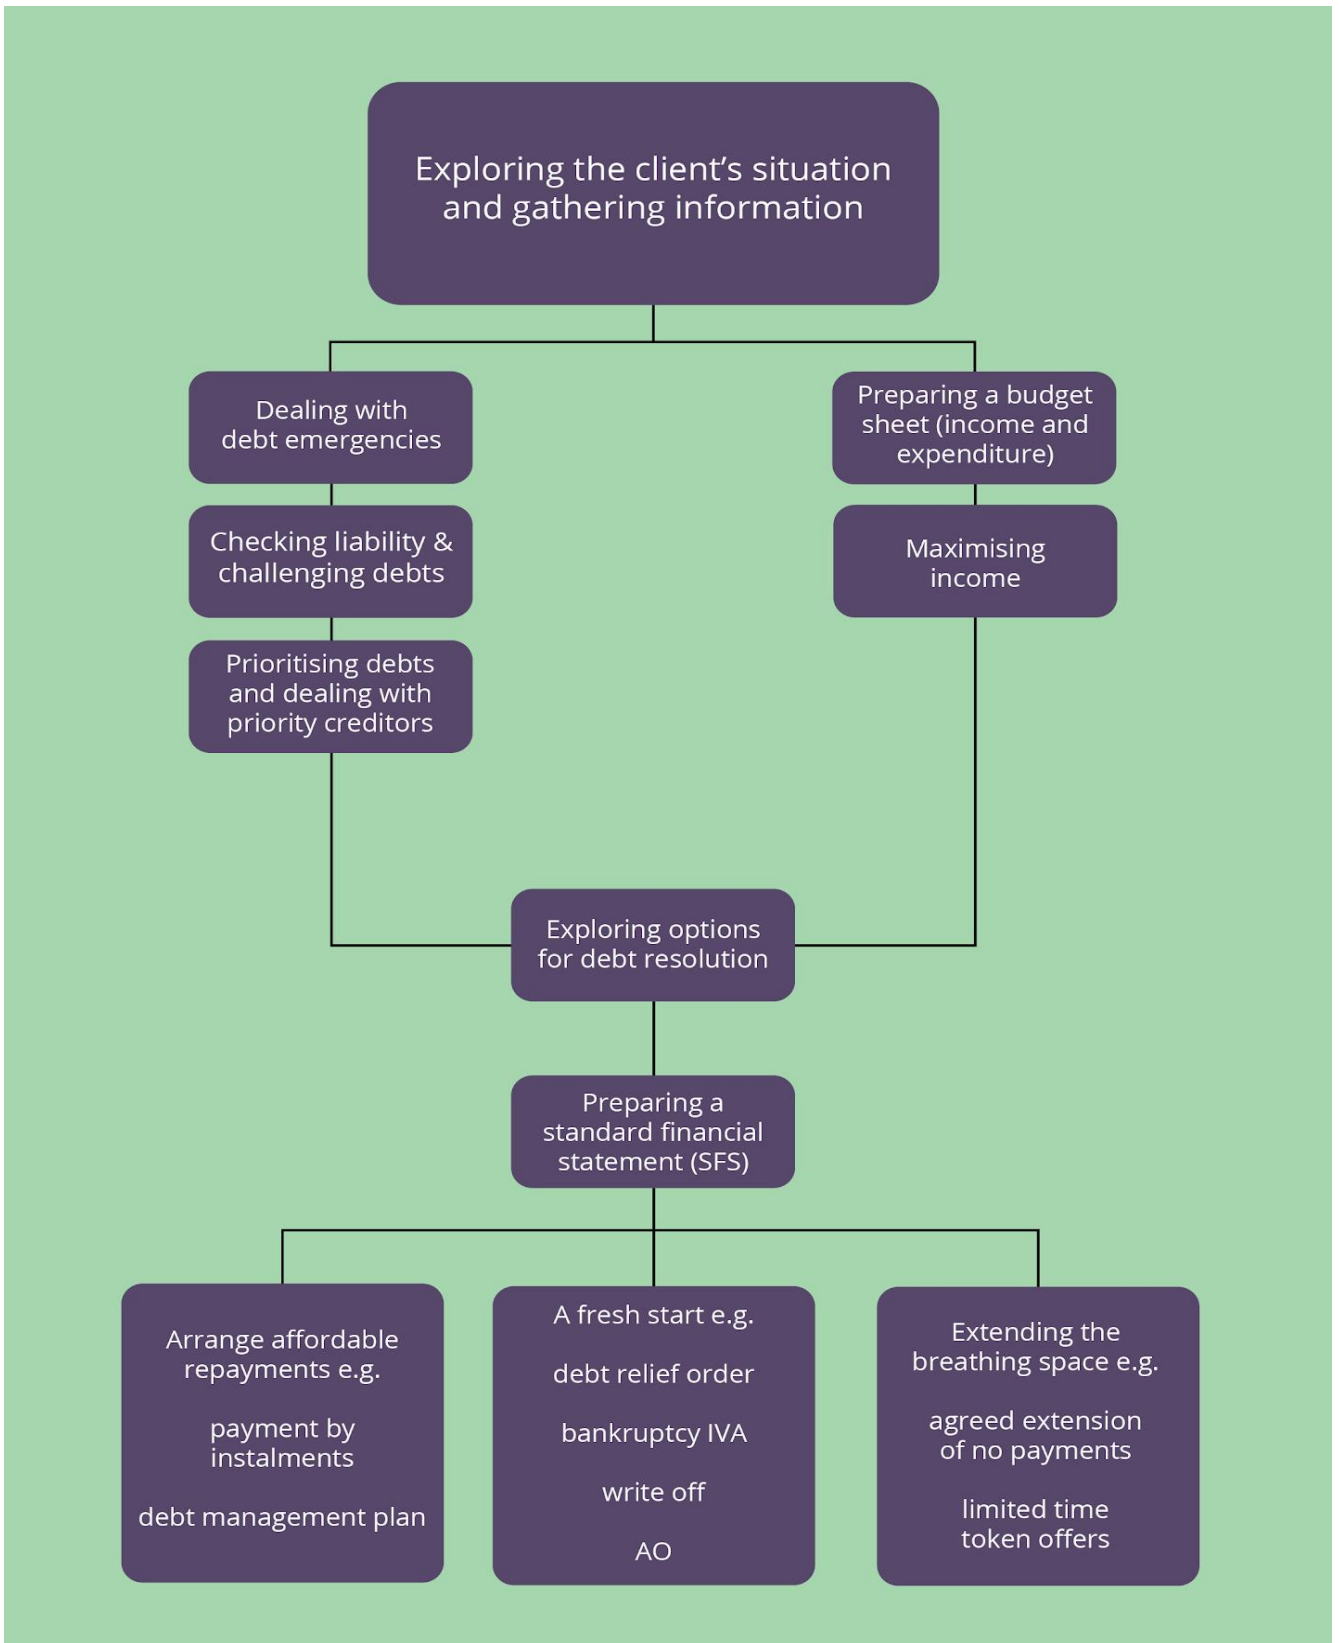 Exploring the client’s situation
and gathering information
Dealing with
debt emergencies
Checking liability &
challenging debts
Prioritising debts
and dealing with
priority creditors
Preparing a budget
sheet (income and
expenditure)
Maximising
income
Exploring options
for debt resolution
Preparing a
standard financial
statement (SFS)
Arrange affordable
repayments e.g.
payment by
instalments
debt management plan
A fresh start e.g.
debt relief order
bankruptcy IVA
write off
AO
Extending the
breathing space e.g.
agreed extension
of no payments
limited time
token offers